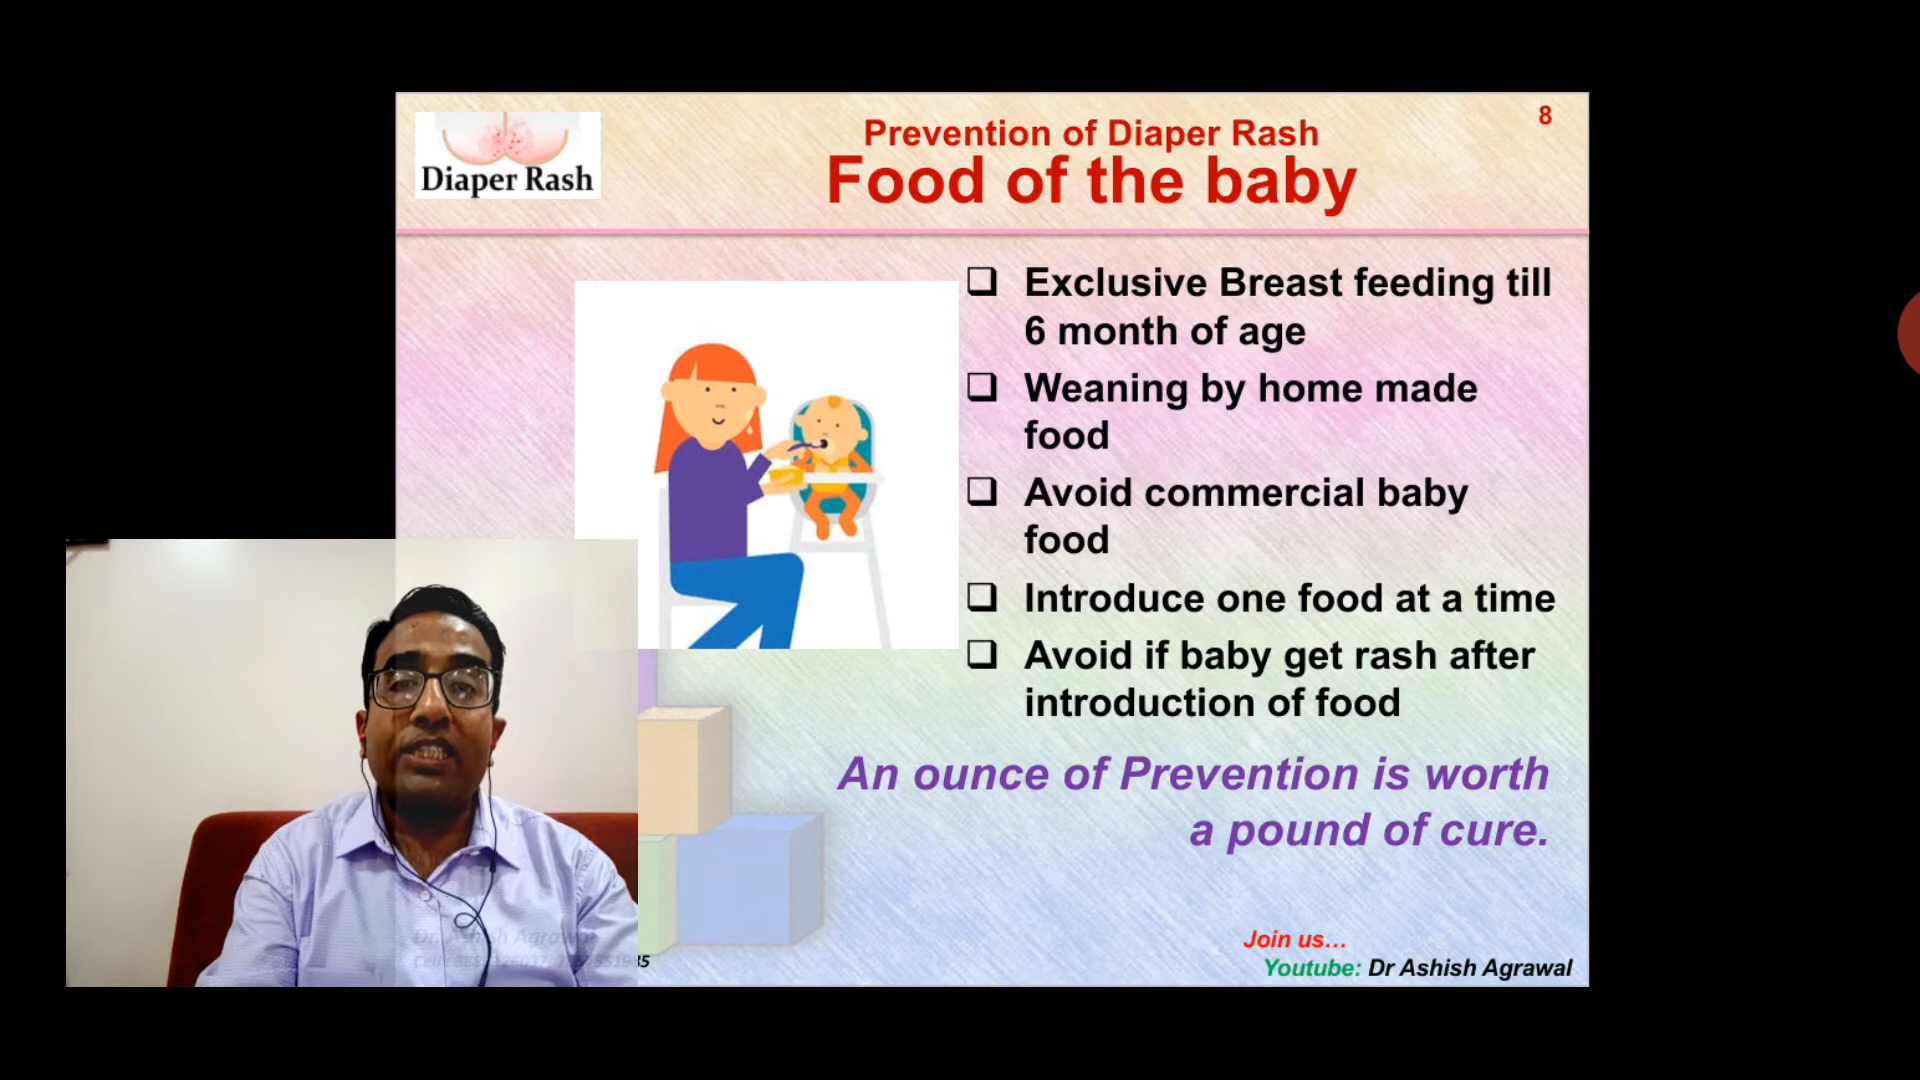 8
Prevention of Diaper Rash
Food of the baby
Diaper Rash
❑ Exclusive Breast feeding till
6 month of age
❑ Weaning by home made
food
❑ Avoid commercial baby
food
❑ Introduce one food at a time
❑ Avoid if baby get rash after
introduction of food
An ounce of Prevention is worth
a pound of cure.
Dr. Ashish Agrawal
Join us...
Youtube: Dr Ashish Agrawal